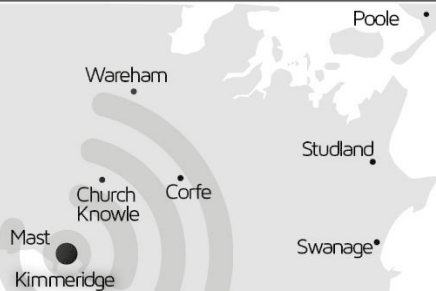 Poole
Wareham
Studland
Church
Knowle
Corfe
Mast
Swanage
Kimmeridge